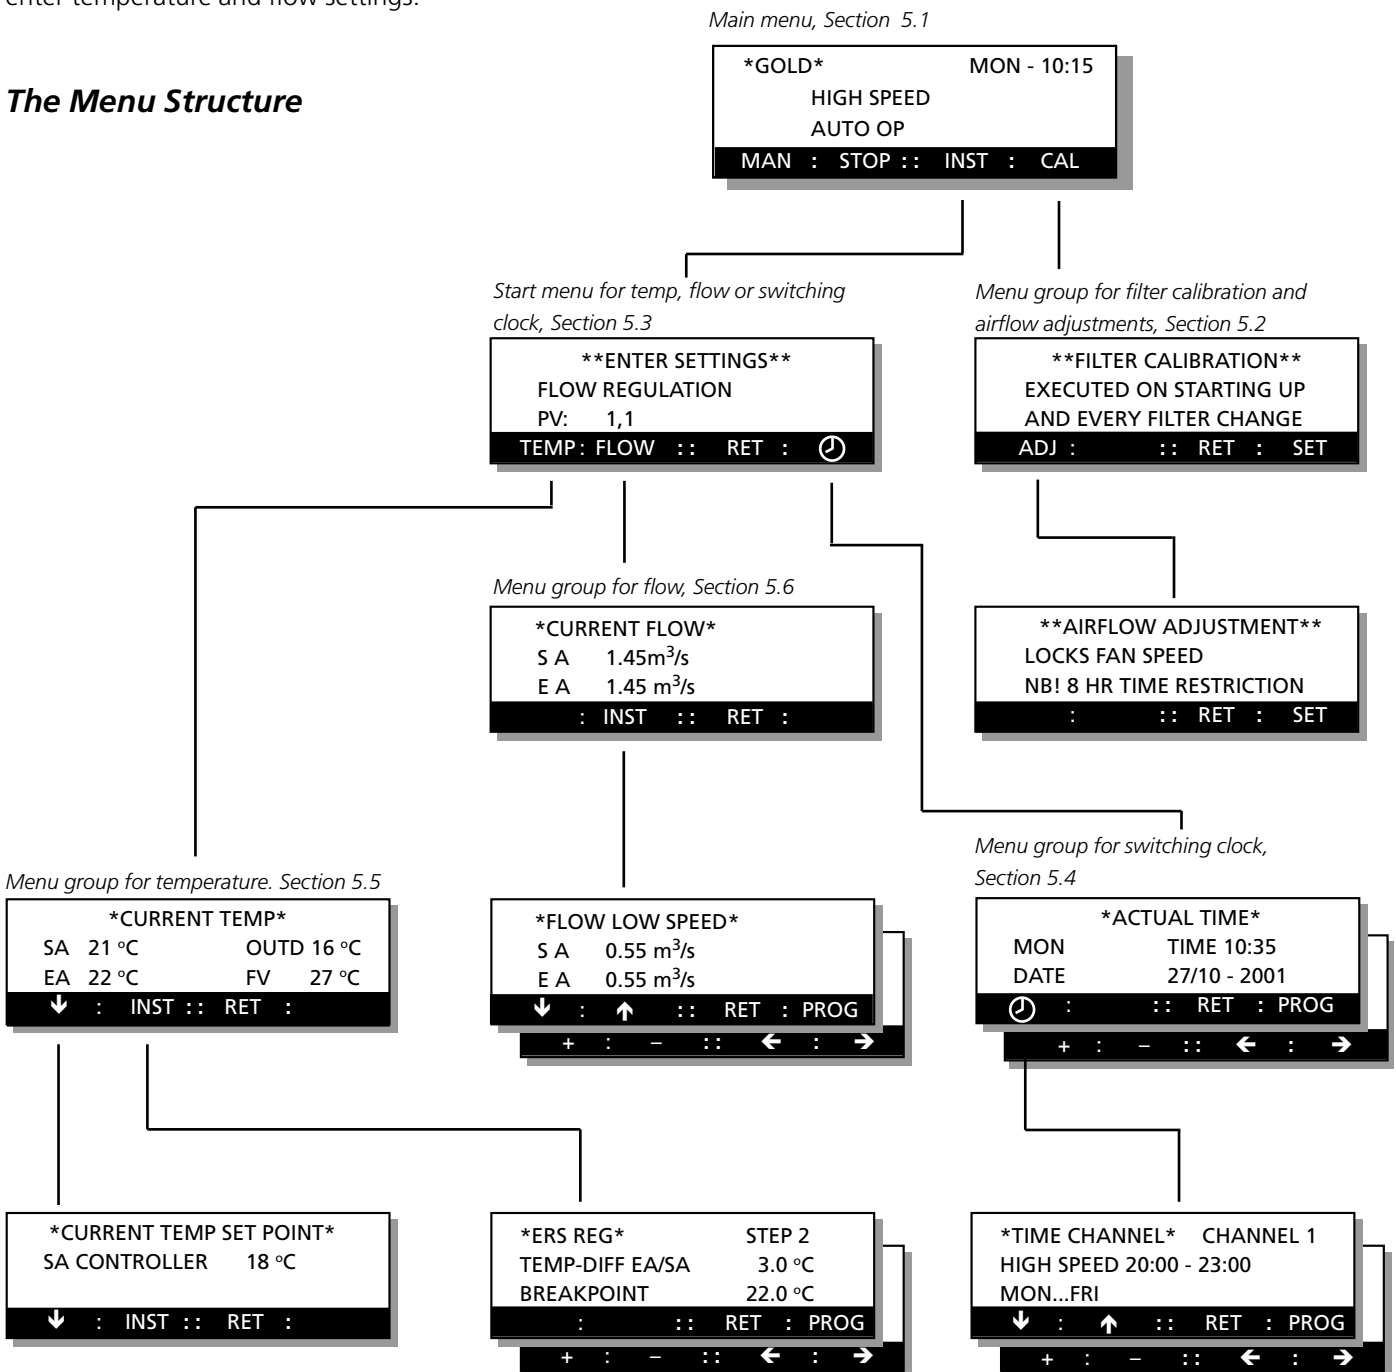 enter temperature and flow settings.
Main menu, Section 5.1
The Menu Structure
*GOLD* MON - 10:15
HIGH SPEED
AUTO OP
MAN : STOP :: INST : CAL
Start menu for temp, flow or switching
clock, Section 5.3
**ENTER SETTINGS**
FLOW REGULATION
PV: 1,1
TEMP: FLOW :: RET :
Menu group for filter calibration and
airflow adjustments, Section 5.2
**FILTER CALIBRATION**
EXECUTED ON STARTING UP
AND EVERY FILTER CHANGE
ADJ : :: RET : SET
Menu group for flow, Section 5.6
*CURRENT FLOW*
S A 1.45m³/s
E A 1.45 m³/s
: INST :: RET :
**AIRFLOW ADJUSTMENT**
LOCKS FAN SPEED
NB! 8 HR TIME RESTRICTION
: :: RET : SET
Menu group for temperature. Section 5.5
*CURRENT TEMP*
SA 21 °C OUTD 16 °C
EA 22 °C FV 27 °C
↓ : INST :: RET :
*FLOW LOW SPEED*
S A 0.55 m³/s
E A 0.55 m³/s
↓ : ↑ :: RET : PROG
+ : – :: ← : →
Menu group for switching clock,
Section 5.4
*ACTUAL TIME*
MON TIME 10:35
DATE 27/10 - 2001
: :: RET : PROG
+ : – :: ← : →
*CURRENT TEMP SET POINT*
SA CONTROLLER 18 °C
↓ : INST :: RET :
*ERS REG* STEP 2
TEMP-DIFF EA/SA 3.0 °C
BREAKPOINT 22.0 °C
: :: RET : PROG
+ : – :: ← : →
*TIME CHANNEL* CHANNEL 1
HIGH SPEED 20:00 - 23:00
MON...FRI
↓ : ↑ :: RET : PROG
+ : – :: ← : →